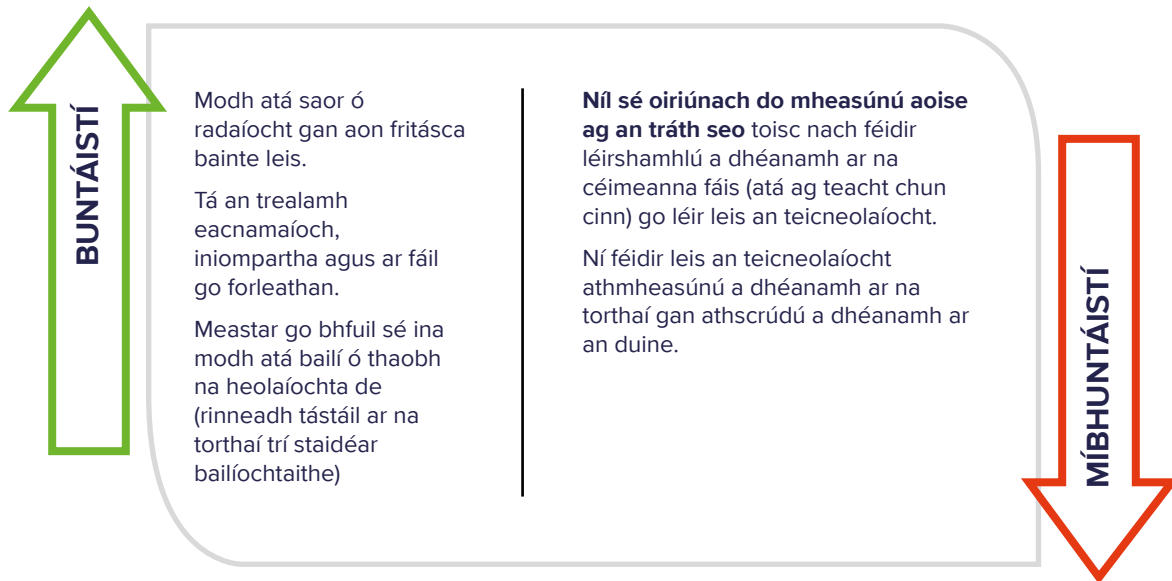 BUNTÁISTÍ
Modh atá saor ó
radaíocht gan aon fritásca
bainte leis.
Tá an trealamh
eacnamaíoch,
iniompartha agus ar fáil
go forleathan.
Meastar go bhfuil sé ina
modh atá bailí ó thaobh
na heolaíochta de
(rinneadh tástáil ar na
torthaí trí staidéar
bailíochtaithe)
Níl sé oiriúnach do mheasúnú aoise
ag an tráth seo toisc nach féidir
léirshamhlú a dhéanamh ar na
céimeanna fáis (atá ag teacht chun
cinn) go léir leis an teicneolaíocht.
Ní féidir leis an teicneolaíocht
athmheasúnú a dhéanamh ar na
torthaí gan athscrúdú a dhéanamh ar
an duine.
MÍBHUNTÁISTÍ